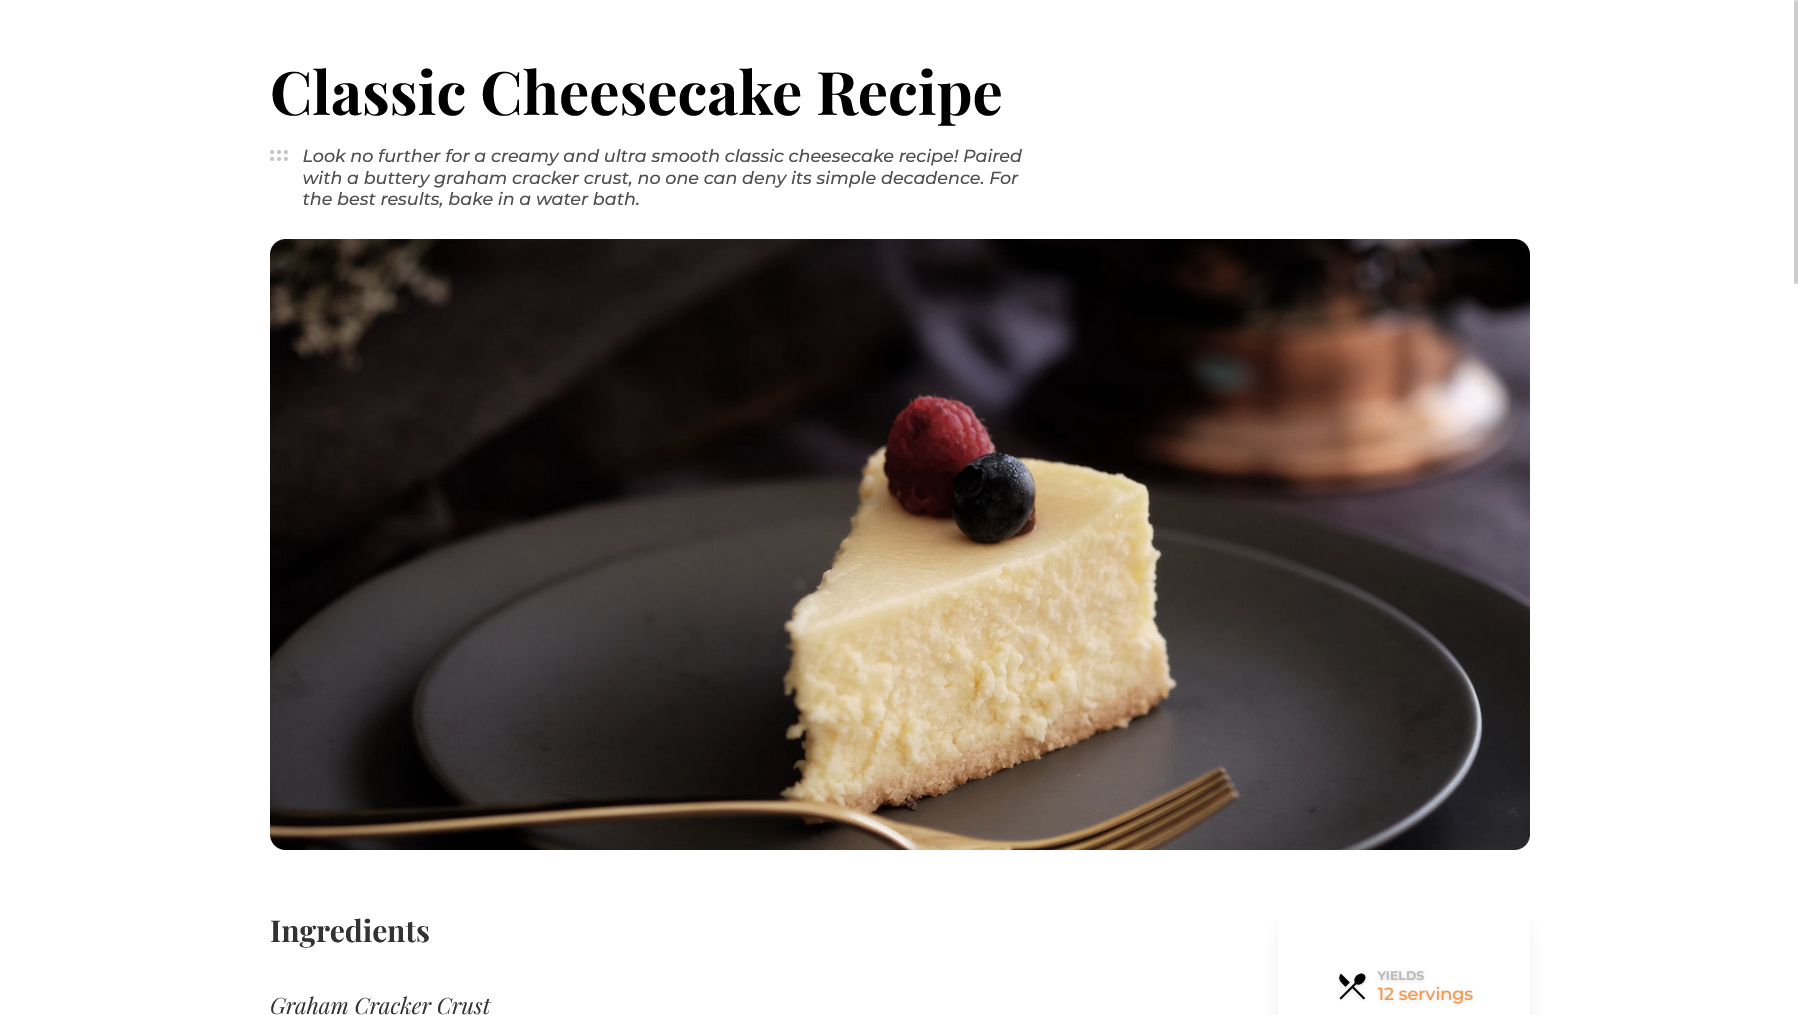 Classic Cheesecake Recipe
Look no further for a creamy and ultra smooth classic cheesecake recipe! Paired
with a buttery graham cracker crust, no one can deny its simple decadence. For
the best results, bake in a water bath.
Ingredients
Graham Cracker Crust
YIELDS
12 servings